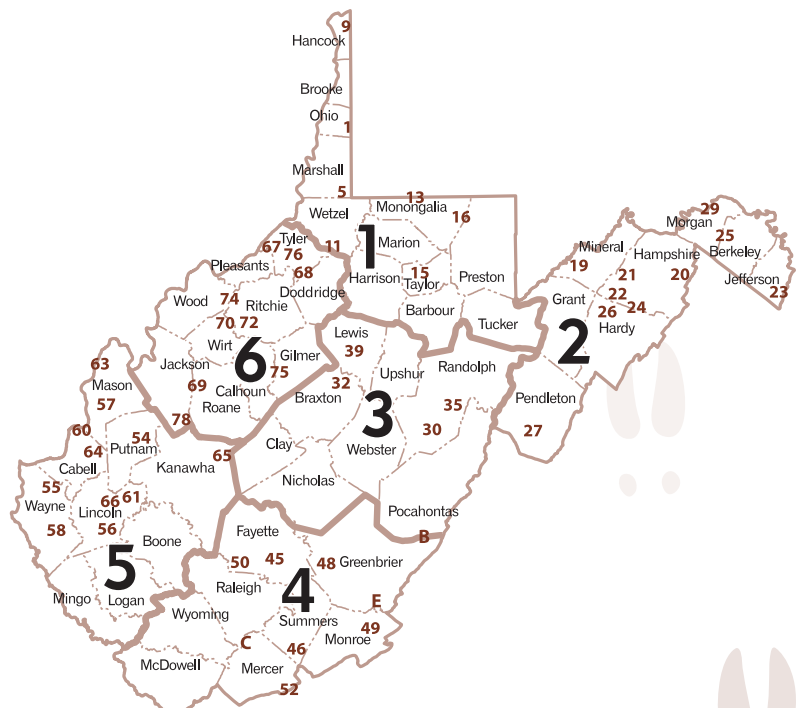 9
Hancock
Brooke
Ohio
1
Marshall
5
Wetzel
13
Monongalia
16
1
Marion
Harrison
15
Taylor
Preston
Barbour
Tucker
11
67
Tyler
76
Pleasants
68
Doddridge
Wood
74
Ritchie
70
72
Wirt
6
Gilmer
75
Jackson
69
Calhoun
Roane
78
29
Morgan
25
Berkeley
Jefferson
23
Mineral
19
Hampshire
21
20
Grant
22
26
24
Hardy
2
Pendleton
27
Lewis
39
Upshur
Randolph
32
Braxton
3
35
30
Webster
Clay
Nicholas
Pocahontas
B
63
Mason
57
60
54
Putnam
64
Cabell
Kanawha
65
55
Wayne
66
61
Lincoln
58
56
Boone
5
Mingo
Logan
Fayette
50
45
48
Greenbrier
Raleigh
4
E
Wyoming
Summers
49
C
46
Monroe
McDowell
Mercer
52